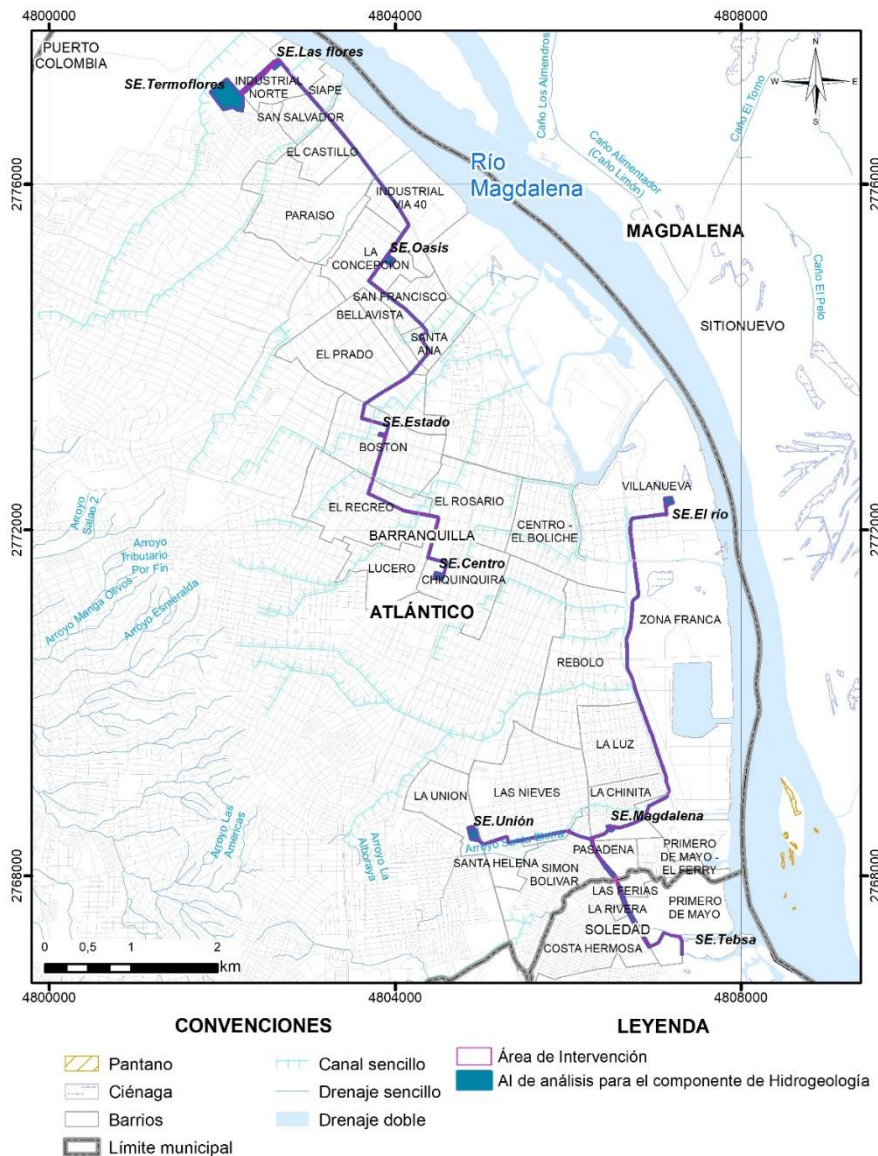 4800000
4804000
4808000
PUERTO
COLOMBIA
SE.Las flores
SE.Termoflores
INDUSTRIAL
NORTE
SIAPE
SAN SALVADOR
EL CASTILLO
Caño Los Almendros
Caño Alimentador
(Caño Limón)
Caño El Torno
N
W
E
S
2776000
2776000
Río
Magdalena
INDUSTRIAL
VIA 40
PARAISO
MAGDALENA
SE.Oasis
LA
CONCEPCION
Caño El Pelo
SAN FRANCISCO
BELLAVISTA
SITIONUEVO
SANTA
ANA
EL PRADO
SE.Estado
BOSTON
VILLANUEVA
EL ROSARIO
EL RECREO
SE.El río
CENTRO -
EL BOLICHE
2772000
2772000
Arroyo
Salao 2
Arroyo
Tributario
Por Fin
BARRANQUILLA
SE.Centro
LUCERO
CHIQUINQUIRA
Arroyo Manga Olivos
Arroyo Esmeralda
ATLÁNTICO
ZONA FRANCA
REBOLO
LA LUZ
LA UNION
LAS NIEVES
LA CHINITA
SE.Unión
SE.Magdalena
Arroyo Las
Americas
Arroyo La
Alboraya
SANTA HELENA
PASADENA
PRIMERO
DE MAYO -
EL FERRY
SIMON
BOLIVAR
2768000
2768000
LAS FERIAS
LA RIVERA
PRIMERO
DE MAYO
SOLEDAD
COSTA HERMOSA
SE.Tebsa
0 0,5 1 2
km
4800000
4804000
4808000
CONVENCIONES
LEYENDA
Pantano
Ciénaga
Barrios
Límite municipal
Canal sencillo
Drenaje sencillo
Drenaje doble
Área de Intervención
AI de análisis para el componente de Hidrogeología